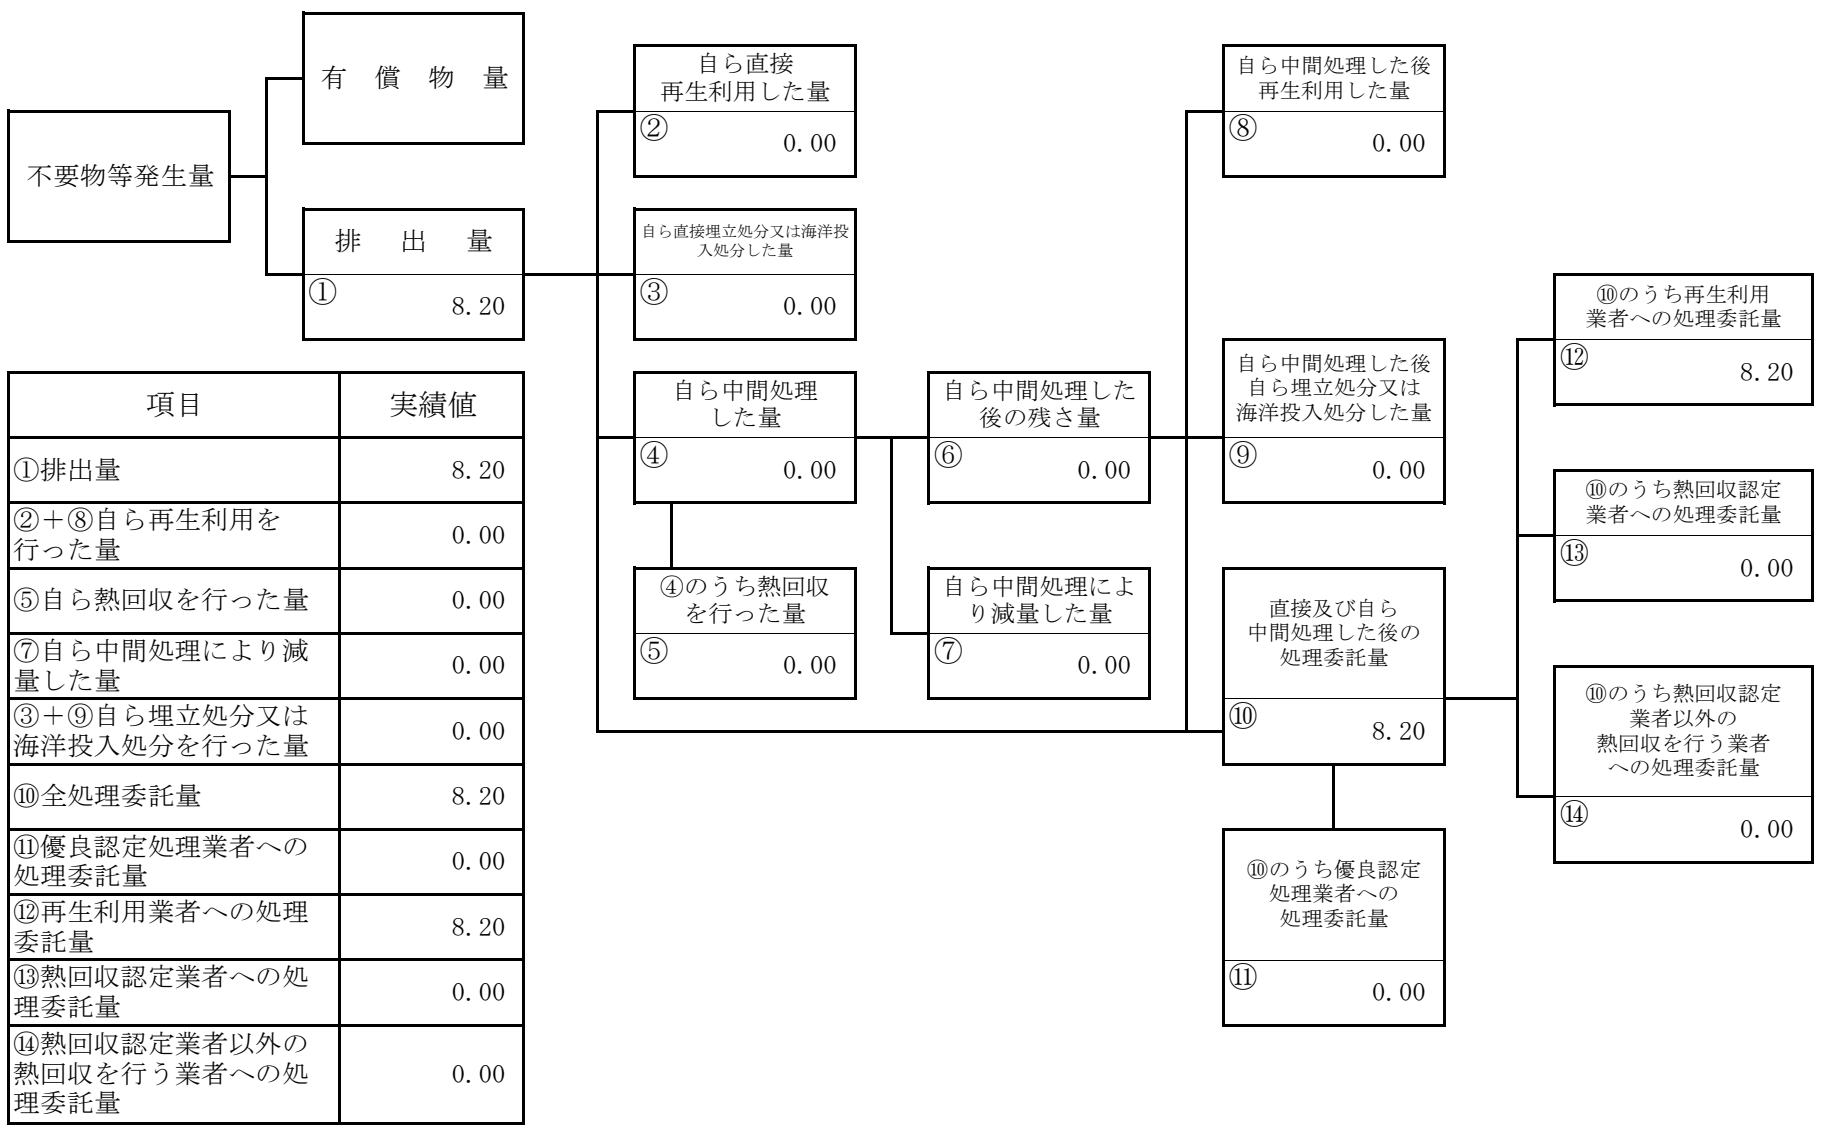 有　償　物　量
不要物等発生量
排　出　量
①
8.20
自ら直接
再生利用した量
②
0.00
自ら直接埋立処分又は海洋投
入処分した量
③
0.00
自ら中間処理
した量
④
0.00
④のうち熱回収
を行った量
⑤
0.00
自ら中間処理した
後の残さ量
⑥
0.00
自ら中間処理によ
り減量した量
⑦
0.00
自ら中間処理した後
再生利用した量
⑧
0.00
自ら中間処理した後
自ら埋立処分又は
海洋投入処分した量
⑨
0.00
直接及び自ら
中間処理した後の
処理委託量
⑩
8.20
⑩のうち優良認定
処理業者への
処理委託量
⑪
0.00
⑩のうち再生利用
業者への処理委託量
⑫
8.20
⑩のうち熱回収認定
業者への処理委託量
⑬
0.00
⑩のうち熱回収認定
業者以外の
熱回収を行う業者
への処理委託量
⑭
0.00
項目　実績値
①排出量　8.20
②＋⑧自ら再生利用を
行った量　0.00
⑤自ら熱回収を行った量　0.00
⑦自ら中間処理により減
量した量　0.00
③＋⑨自ら埋立処分又は
海洋投入処分を行った量　0.00
⑩全処理委託量　8.20
⑪優良認定処理業者への
処理委託量　0.00
⑫再生利用業者への処理
委託量　8.20
⑬熱回収認定業者への処
理委託量　0.00
⑭熱回収認定業者以外の
熱回収を行う業者への処
理委託量　0.00